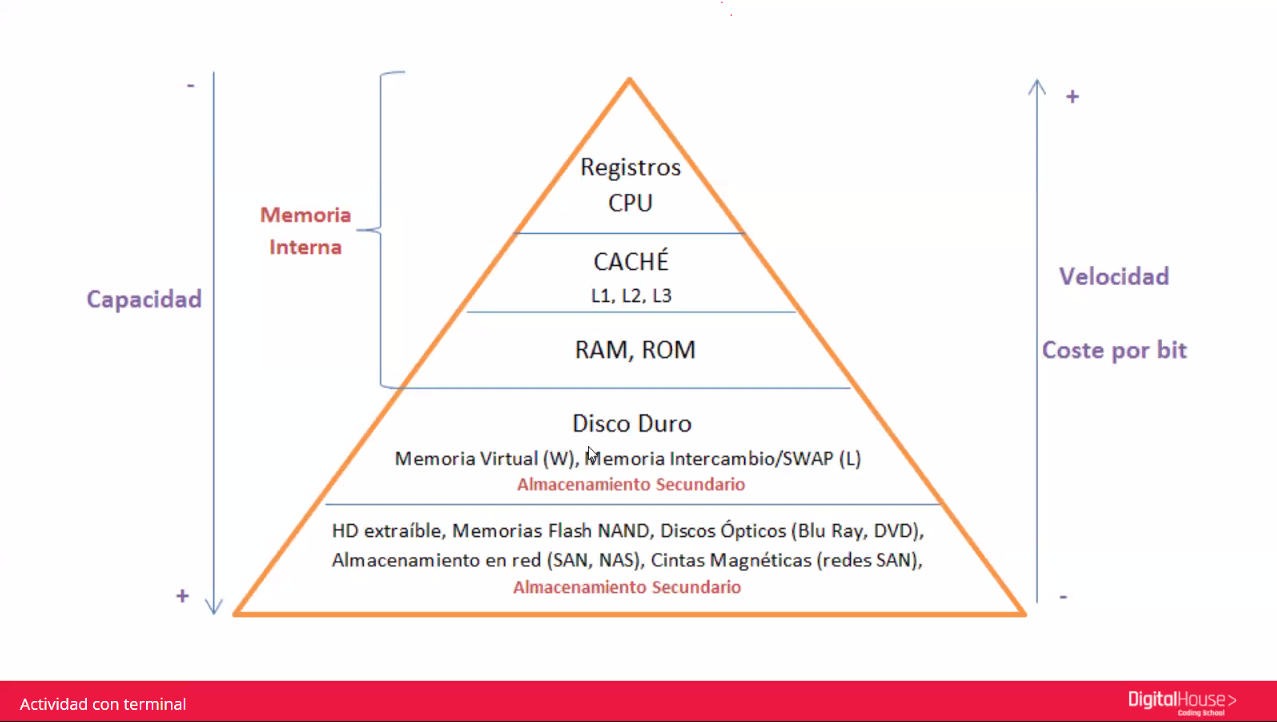 -
+
Registros
CPU
Memoria
Interna
CACHÉ
L1, L2, L3
Capacidad
Velocidad
RAM, ROM
Coste por bit
Disco Duro
Memoria Virtual (W), Memoria Intercambio/SWAP (L)
Almacenamiento Secundario
HD extraíble, Memorias Flash NAND, Discos Ópticos (Blu Ray, DVD),
Almacenamiento en red (SAN, NAS), Cintas Magnéticas (redes SAN),
Almacenamiento Secundario
+
-
Actividad con terminal
DigitalHouse>
Coding School